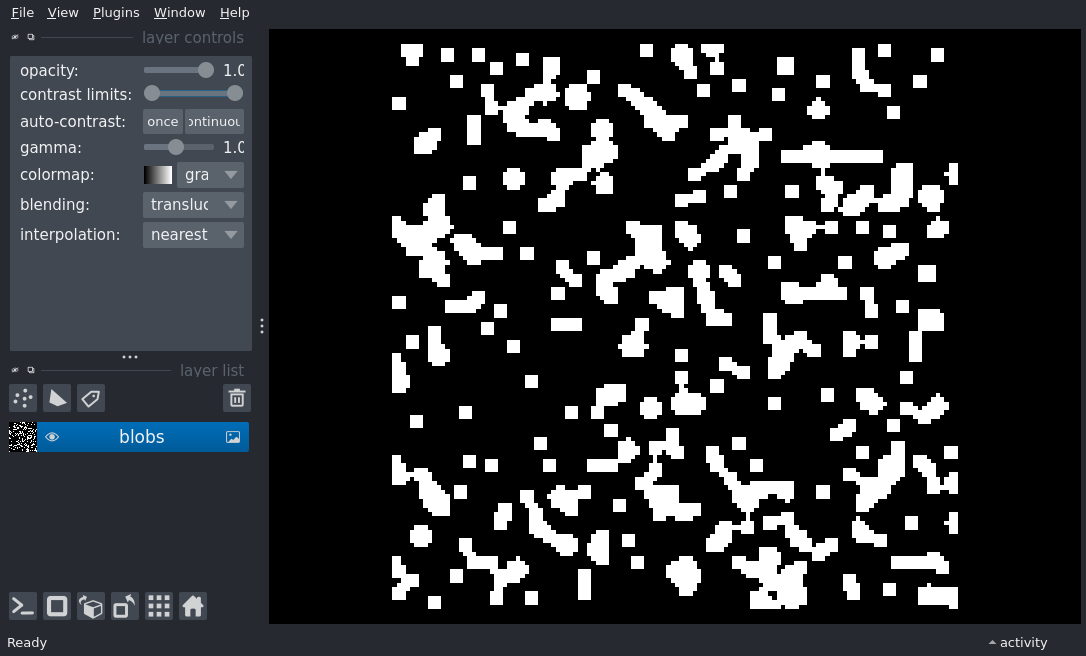 File View Plugins Window Help
layer controls
opacity: 1.0
contrast limits:
auto-contrast: once ontinuou
gamma: 1.0
colormap: gra
blending: transluc
interpolation: nearest
layer list
blobs
Ready activity